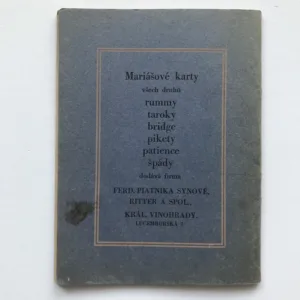 Mariášové karty
všech druhů
rummy
taroky
bridge
pikety
patience
špády
dodává firma
FERD. PIATNIKA SYNOVÉ,
RITTER A SPOL.,
KRÁL. VINOHRADY,
LUCEMBURSKÁ